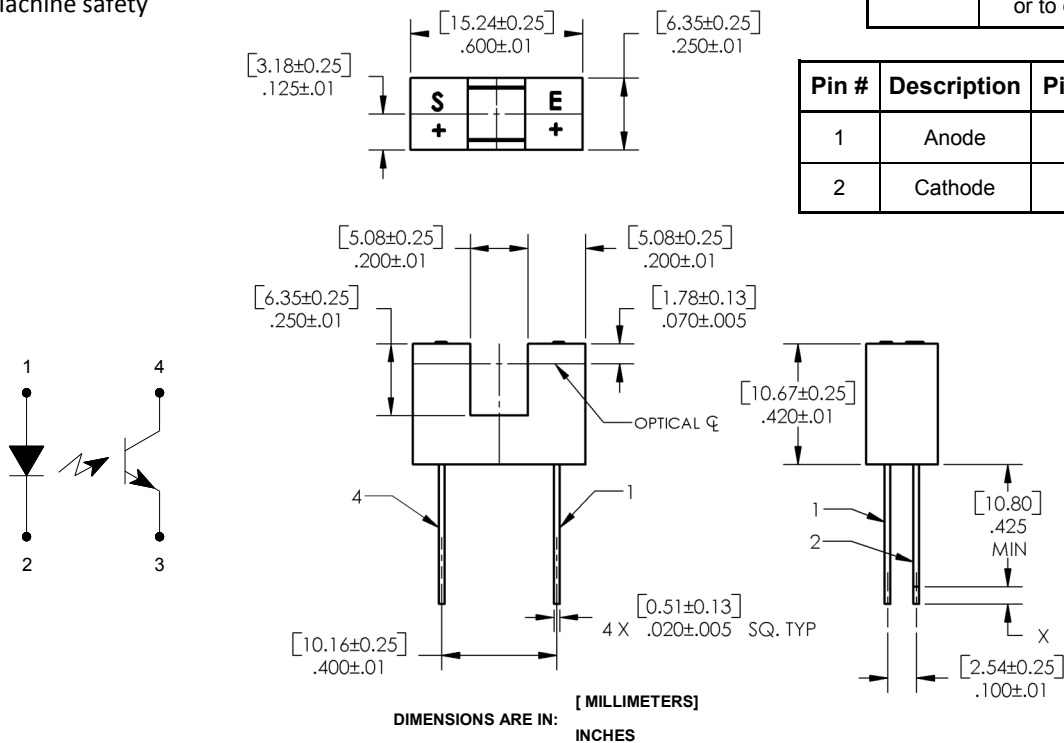 achine safety
or to
Pin # Description
1 Anode
2 Cathode
[15.24±0.25]
.600±.01
[6.35±0.25]
.250±.01
[3.18±0.25]
.125±.01
S E
+ +
[5.08±0.25]
.200±.01
[5.08±0.25]
.200±.01
[6.35±0.25]
.250±.01
[1.78±0.13]
.070±.005
[10.67±0.25]
.420±.01
OPTICAL ℄
1 4
2 3
4
1
1
2
[10.80]
.425
MIN
[0.51±0.13]
4 X .020±.005 SQ. TYP
X
[10.16±0.25]
.400±.01
[2.54±0.25]
.100±.01
[ MILLIMETERS]
DIMENSIONS ARE IN:
INCHES